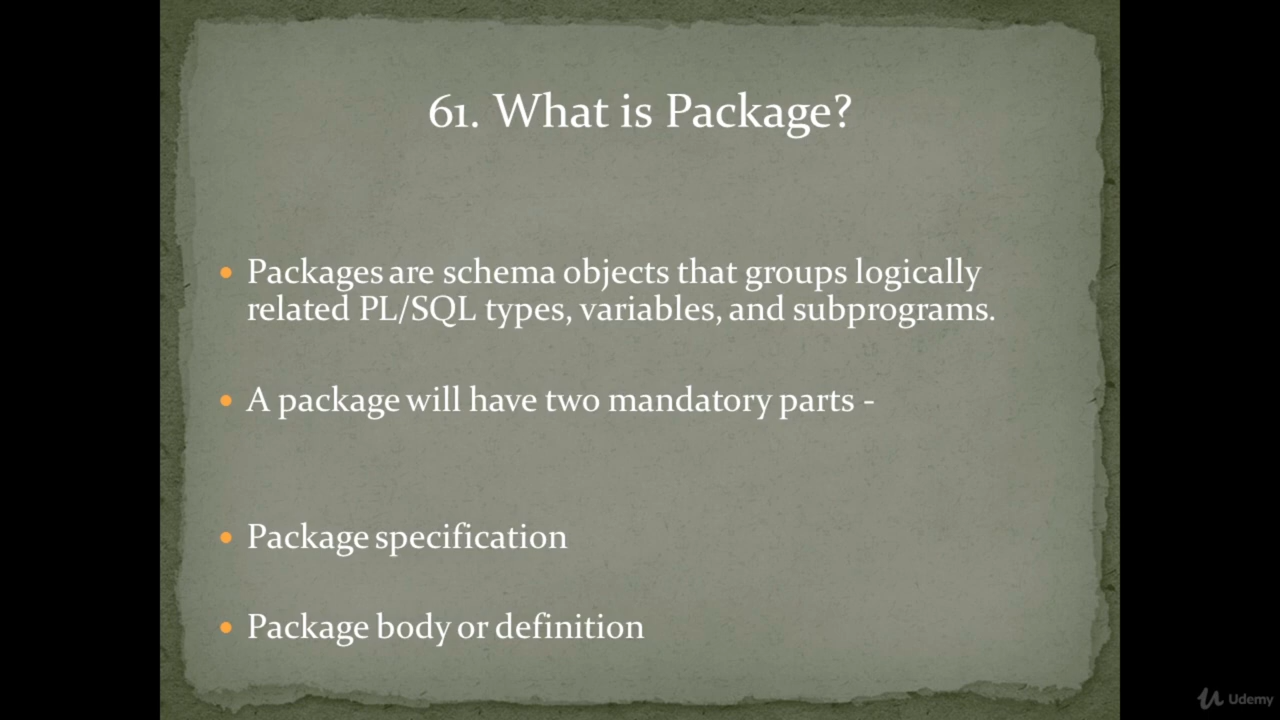 61. What is Package?
• Packages are schema objects that groups logically
related PL/SQL types, variables, and subprograms.
• A package will have two mandatory parts -
• Package specification
• Package body or definition
Udemy